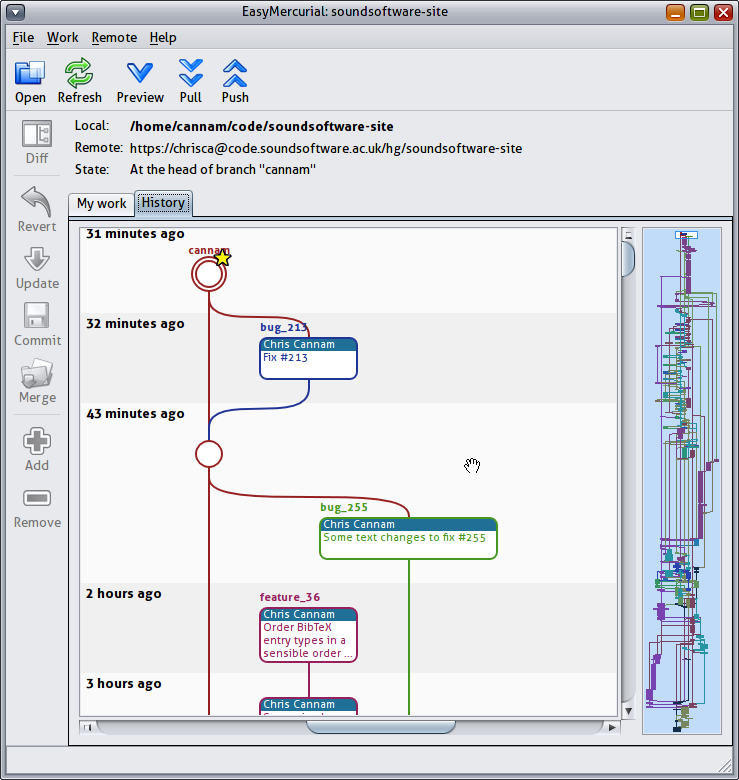 EasyMercurial: soundsoftware-site
File Work Remote Help
Open Refresh Preview Pull Push
Local: /home/cannam/code/soundsoftware-site
Remote: https://chrisca@code.soundsoftware.ac.uk/hg/soundsoftware-site
State: At the head of branch "cannam"
Diff
Revert
Update
Commit
Merge
Add
Remove
My work History
31 minutes ago
cannam
32 minutes ago
bug_213
Chris Cannam
Fix #213
43 minutes ago
bug_255
Chris Cannam
Some text changes to fix #255
2 hours ago
feature_36
Chris Cannam
Order BibTeX
entry types in a
sensible order ...
3 hours ago
Chris Cannam